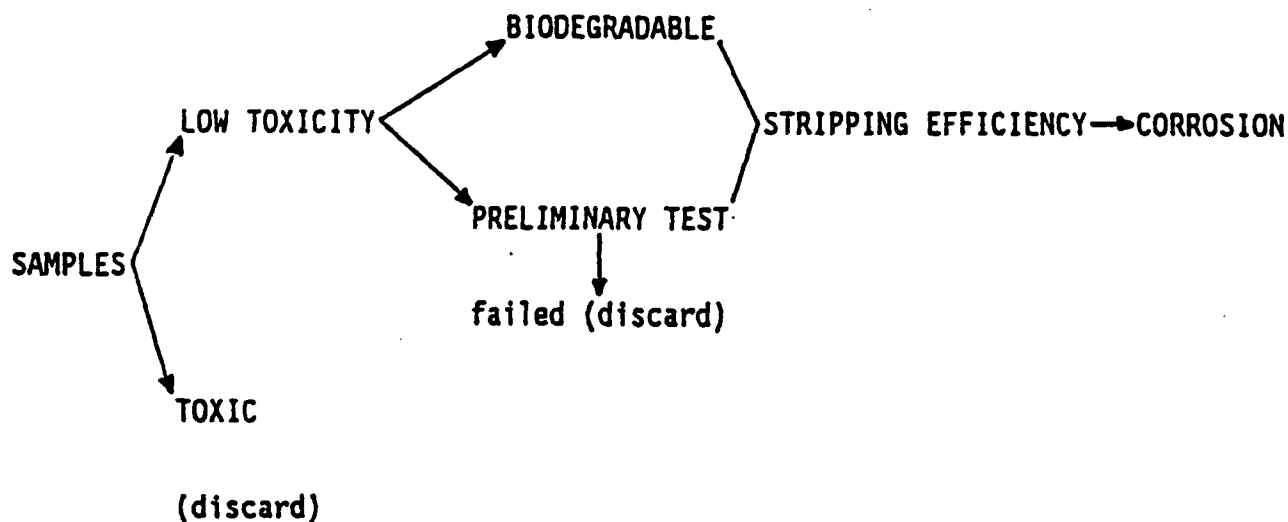 BIODEGRADABLE
LOW TOXICITY
STRIPPING EFFICIENCY
CORROSION
PRELIMINARY TEST
SAMPLES
failed (discard)
TOXIC
(discard)